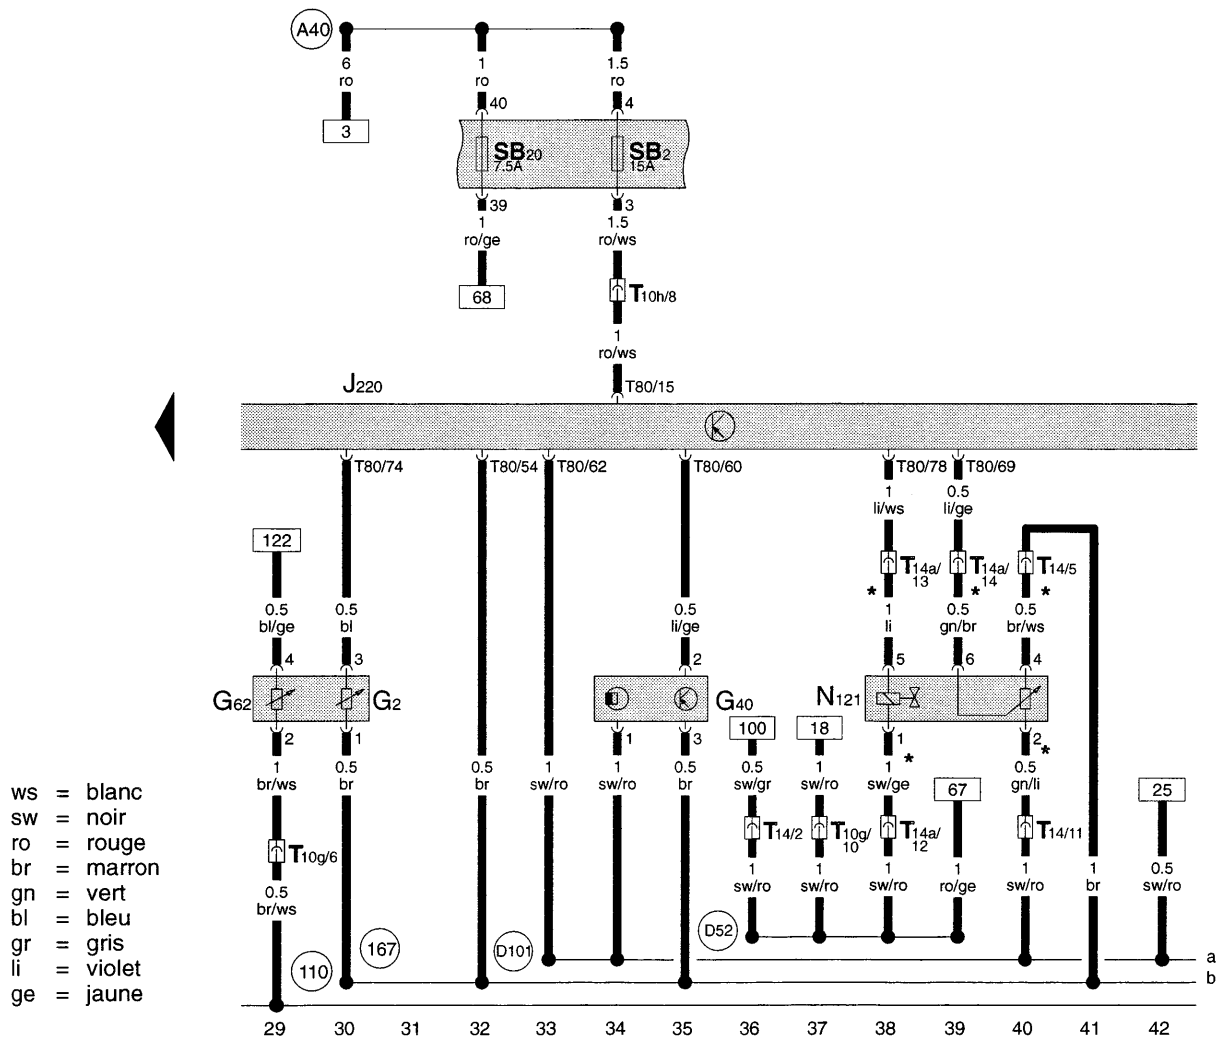 A40
6 1 1.5
ro ro ro
40 4
3
SB20 SB2
7.5A 15A
39 3
1 1.5
ro/ge ro/ws
68 T10h/8
1
ro/ws
J220 T80/15
T80/74 T80/54 T80/62 T80/60 T80/78 T80/69
1 0.5
li/ws li/ge
122
T14a/13 T14a/14 T14/5
* * *
0.5 0.5 0.5 1 0.5 0.5
bl/ge bl li/ge li gn/br br/ws
4 3 2 5 6 4
G62 G2 G40 N121
100 18
2 1 1 3 1 2
* *
1 0.5 0.5 1 1 0.5 0.5 1 1 0.5
br/ws br br sw/ro sw/ro br sw/gr sw/ro sw/ge gn/li
67 25
ws = blanc
sw = noir
ro = rouge
br = marron
gn = vert
bl = bleu
gr = gris
li = violet
ge = jaune
T10g/6 T14/2 T10g/10 T14a/12 T14/11
0.5 1 1 1 1 1 1 0.5
br/ws sw/ro sw/ro sw/ro ro/ge sw/ro br sw/ro
D52
110 167 D101
a
b
29 30 31 32 33 34 35 36 37 38 39 40 41 42